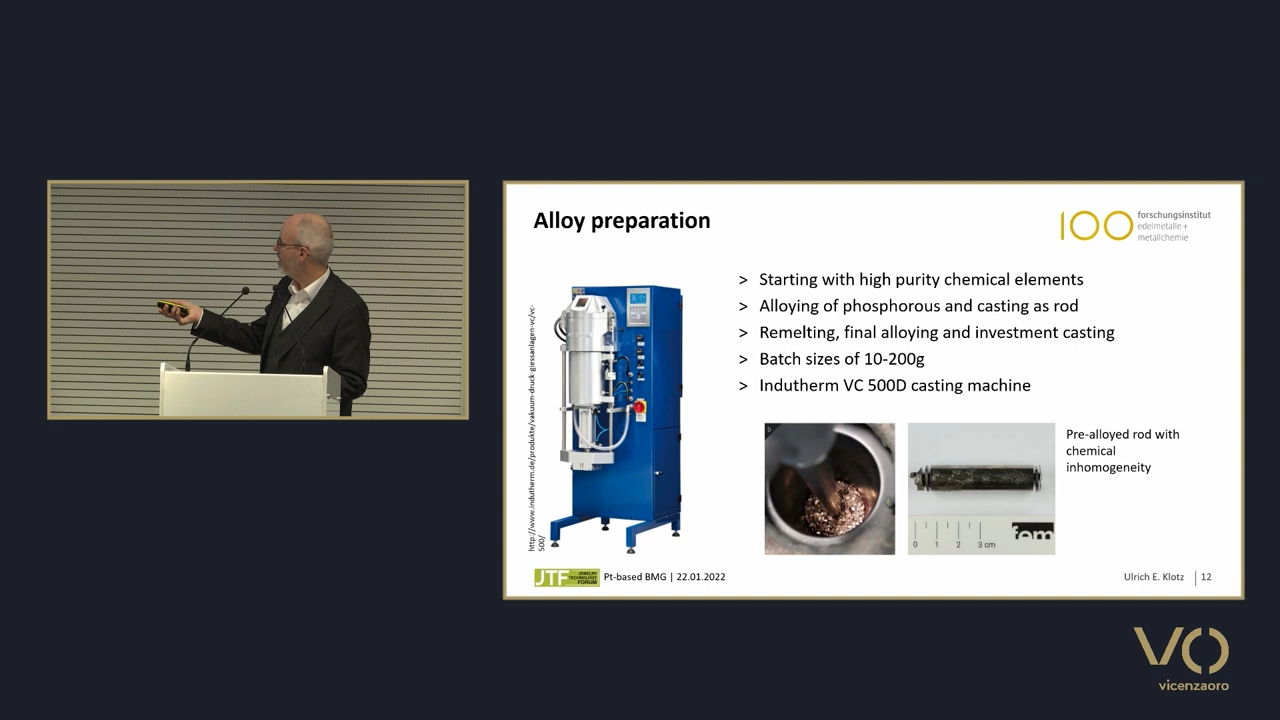 Alloy preparation
100 forschungsinstitut
edelmetalle +
metallchemie
> Starting with high purity chemical elements
> Alloying of phosphorous and casting as rod
> Remelting, final alloying and investment casting
> Batch sizes of 10-200g
> Indutherm VC 500D casting machine
http://www.indutherm.de/produkte/vakuum-druck-giessanlagen-vc/vc-
500/
b
Pre-alloyed rod with
chemical
inhomogeneity
0 1 2 3 cm
fem
JTF JEWELRY
TECHNOLOGY
FORUM
Pt-based BMG | 22.01.2022
Ulrich E. Klotz | 12
VO
vicenzaoro